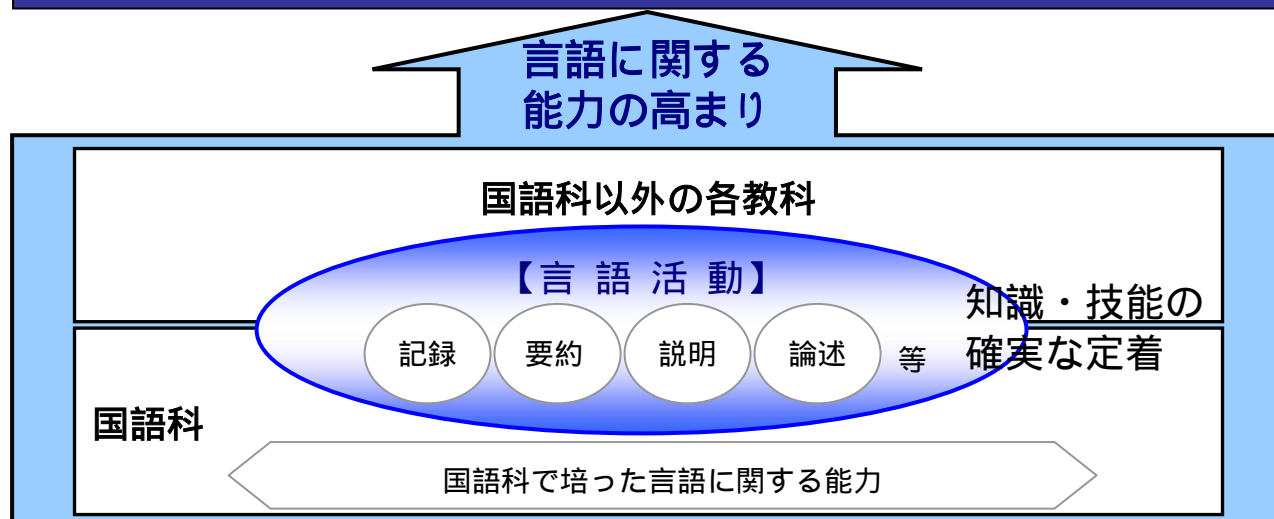 言語に関する
能力の高まり
国語科以外の各教科
【言語活動】
知識・技能の
確実な定着
記録 要約 説明 論述 等
国語科
国語科で培った言語に関する能力